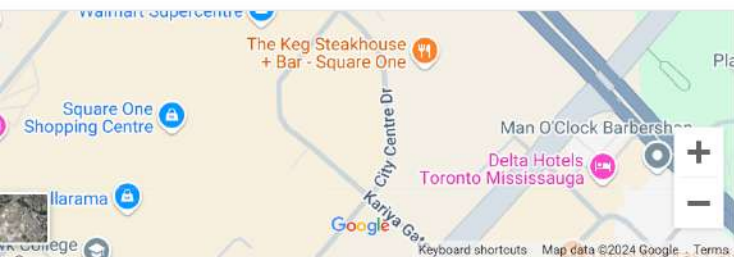 Walmart Supercentre
The Keg Steakhouse
+ Bar - Square One
Pla
Square One
Shopping Centre
City Centre Dr
Man O'Clock Barbershop
Delta Hotels
Toronto Mississauga
llarama
Kariya Ga
Google
Keyboard shortcuts Map data ©2024 Google Terms